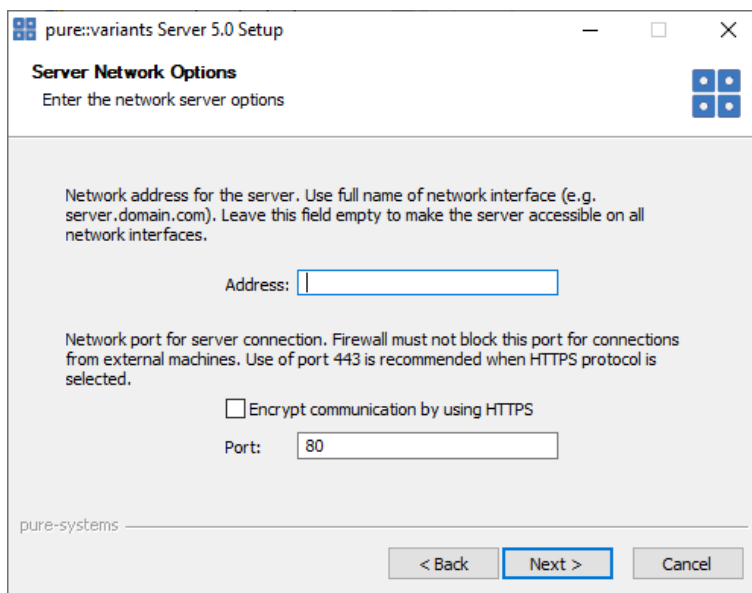 pure::variants Server 5.0 Setup
Server Network Options
Enter the network server options
Network address for the server. Use full name of network interface (e.g.
server.domain.com). Leave this field empty to make the server accessible on all
network interfaces.
Address:
Network port for server connection. Firewall must not block this port for connections
from external machines. Use of port 443 is recommended when HTTPS protocol is
selected.
Encrypt communication by using HTTPS
Port: 80
pure-systems
< Back Next > Cancel